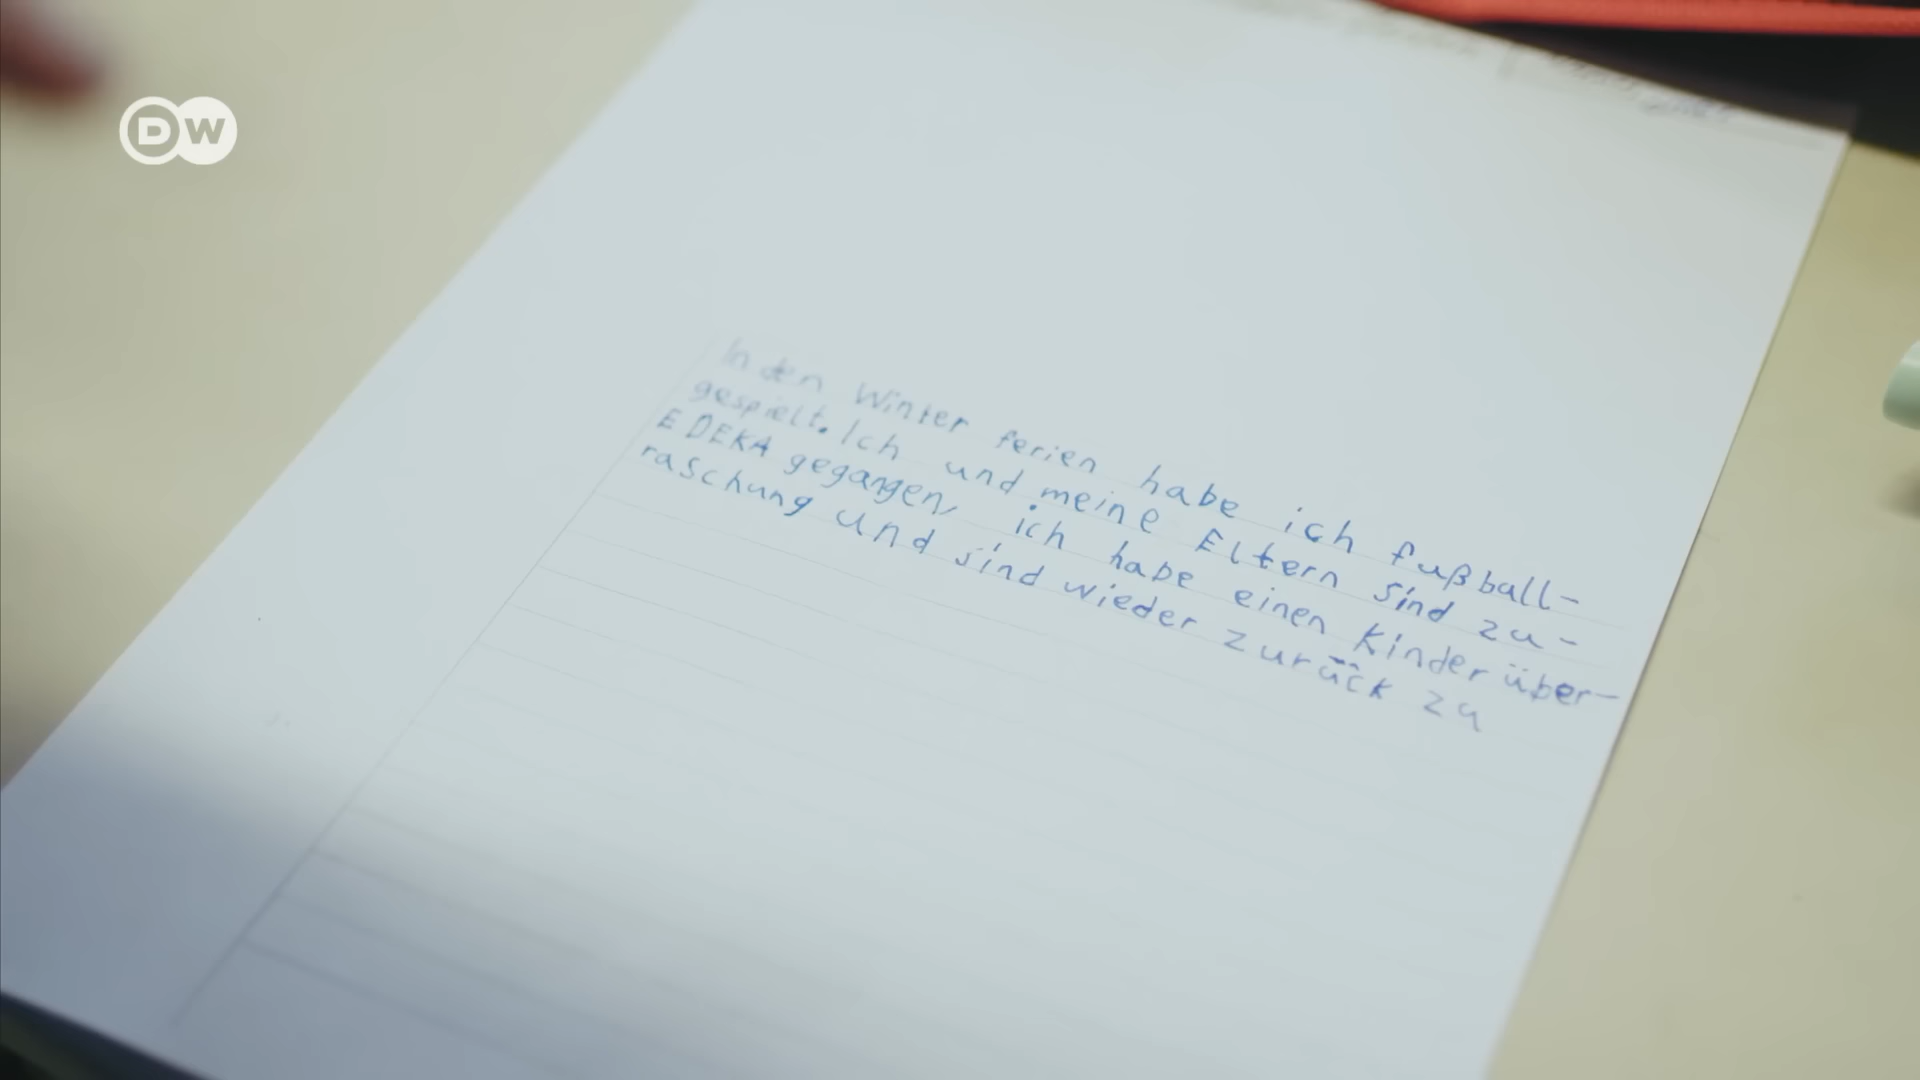 DW
In den Winter ferien habe ich fußball-
gespielt. Ich und meine Eltern sind zu-
EDEKA gegangen, ich habe einen Kinder über-
raschung und sind wieder zurück zu